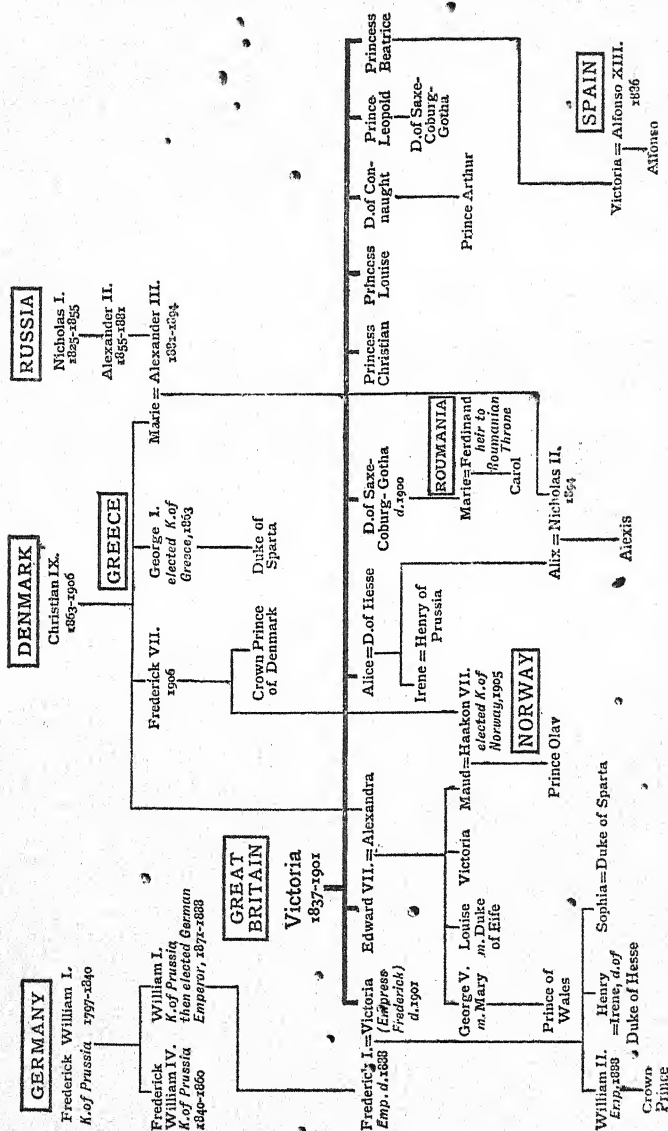 GERMANY
Frederick William I.
K. of Prussia 1797-1840
Frederick
William IV.
K. of Prussia
1840-1860
William I.
K. of Prussia
then elected German
Emperor, 1871-1888
DENMARK
Christian IX.
1863-1906
GREECE
RUSSIA
Nicholas I.
1825-1855
Alexander II.
1855-1881
Frederick VII.
1906
George I.
elected K. of
Greece, 1863
Marie = Alexander III.
1881-1894
Crown Prince
of Denmark
Duke of
Sparta
GREAT
BRITAIN
Victoria
1837-1901
Frederick I. = Victoria
Emp. d. 1888 (Empress
Frederick)
d. 1901
Edward VII. = Alexandra
Alice = D. of Hesse
D. of Saxe-
Coburg-Gotha
d. 1900
Princess
Christian
Princess
Louise
D. of Con-
naught
Prince
Leopold
Princess
Beatrice
George V.
m. Mary
Louise
m. Duke
of Fife
Victoria
Maud = Haakon VII.
elected K. of
Norway, 1905
NORWAY
Irene = Henry of
Prussia
ROUMANIA
Marie = Ferdinand
heir to
Roumanian
Throne
Carol
Prince Arthur
D. of Saxe-
Coburg-
Gotha
Prince of
Wales
Prince Olav
Alix = Nicholas II.
1894
Alexis
SPAIN
Victoria = Alfonso XIII.
1886
Alfonso
William II.
Emp. 1888
Henry
= Irene, d. of
Duke of Hesse
Sophia = Duke of Sparta
Crown
Prince